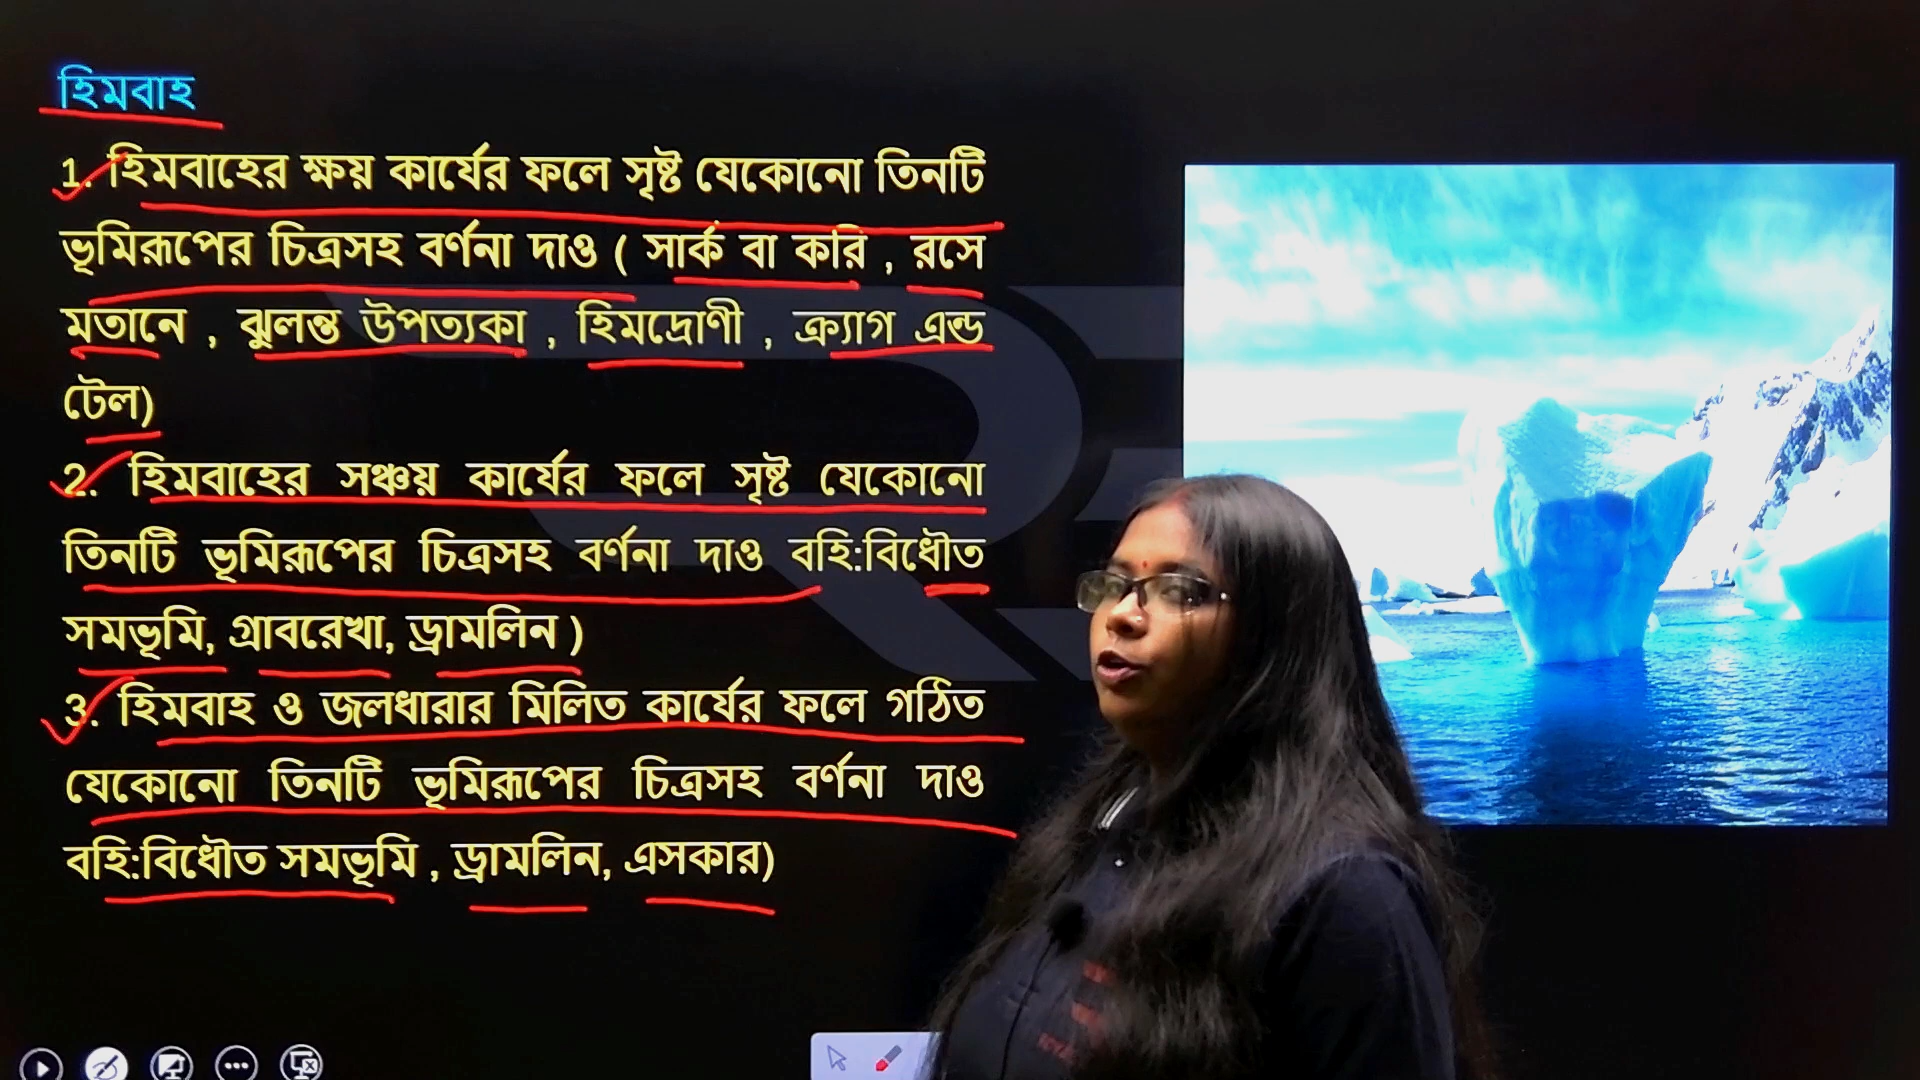 হিমবাহ
1. হিমবাহের ক্ষয় কার্যের ফলে সৃষ্ট যেকোনো তিনটি
ভূমিরূপের চিত্রসহ বর্ণনা দাও ( সার্ক বা করি , রসে
মতানে , ঝুলন্ত উপত্যকা , হিমদ্রোণী , ক্র্যাগ এন্ড
টেল)
2. হিমবাহের সঞ্চয় কার্যের ফলে সৃষ্ট যেকোনো
তিনটি ভূমিরূপের চিত্রসহ বর্ণনা দাও বহি:বিধৌত
সমভূমি, গ্রাবরেখা, ড্রামলিন )
3. হিমবাহ ও জলধারার মিলিত কার্যের ফলে গঠিত
যেকোনো তিনটি ভূমিরূপের চিত্রসহ বর্ণনা দাও
বহি:বিধৌত সমভূমি , ড্রামলিন, এসকার)